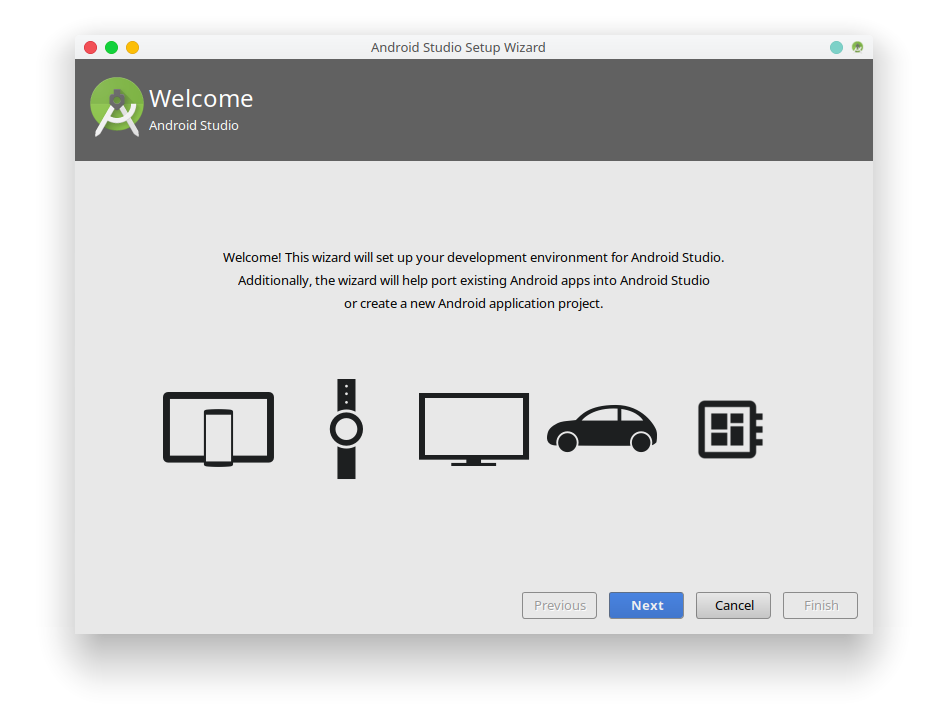 Android Studio Setup Wizard
Welcome
Android Studio
Welcome! This wizard will set up your development environment for Android Studio.
Additionally, the wizard will help port existing Android apps into Android Studio
or create a new Android application project.
Previous
Next
Cancel
Finish